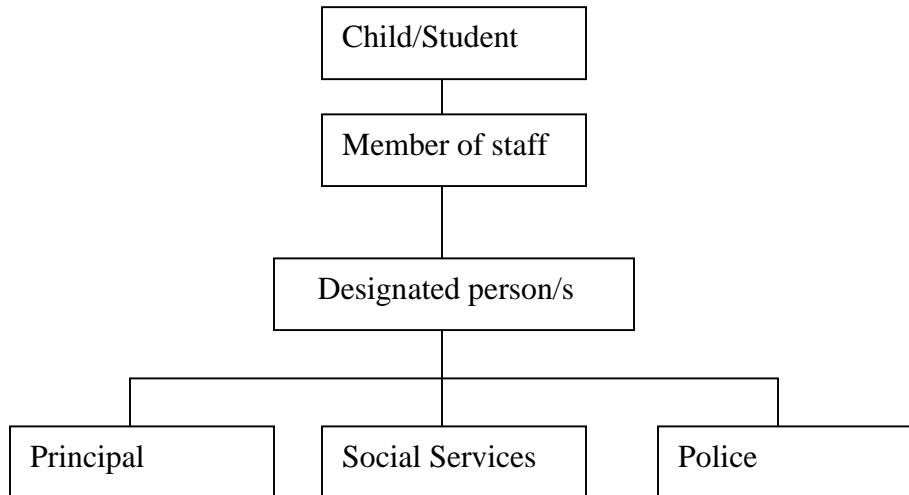 Child/Student
Member of staff
Designated person/s
Principal
Social Services
Police